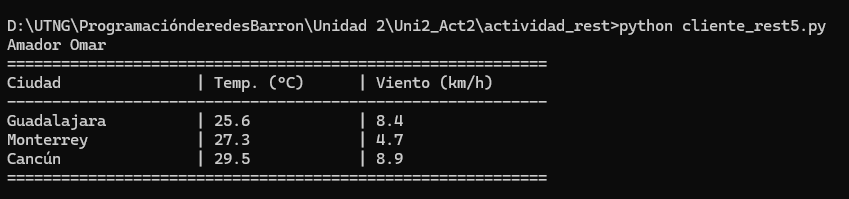 D:\UTNG\ProgramaciónderedesBarron\Unidad 2\Uni2_Act2\actividad_rest>python cliente_rest5.py
Amador Omar
============================================================
Ciudad               | Temp. (°C)      | Viento (km/h)
------------------------------------------------------------
Guadalajara          | 25.6            | 8.4
Monterrey            | 27.3            | 4.7
Cancún               | 29.5            | 8.9
============================================================